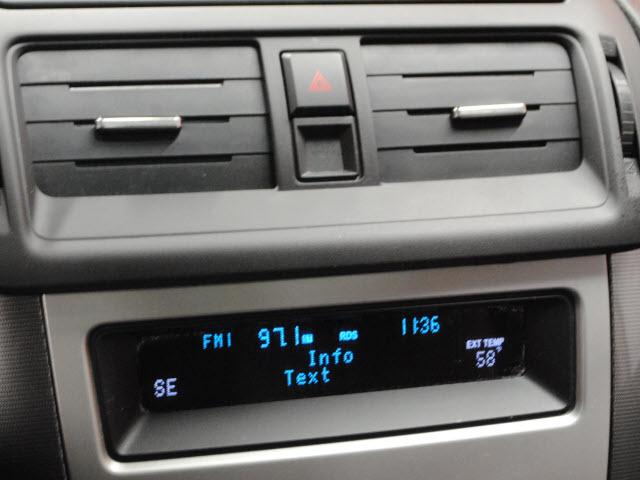 FM1 97.1 RDS 11:36
Info EXT TEMP
Text 58°
SE